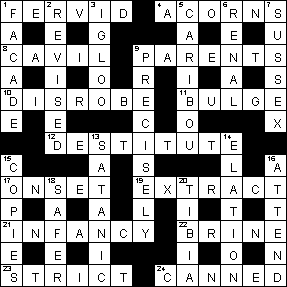 1 F E 2 R V 3 I D 4 A 5 C O 6 R N 7 S
A E G A E U
8 C A V I L 9 P A R E N T S
A I O R I A S
10 D I S R O B E 11 B U L G E
E E C O X
12 D E 13 S T I T U T 14 E
15 C A S L 16 A
17 O N 18 S E T 19 E X 20 T R A C T
P A A L I T T
21 I N F A N C Y 22 B R I N E
E E I I O N
23 S T R I C T 24 C A N N E D